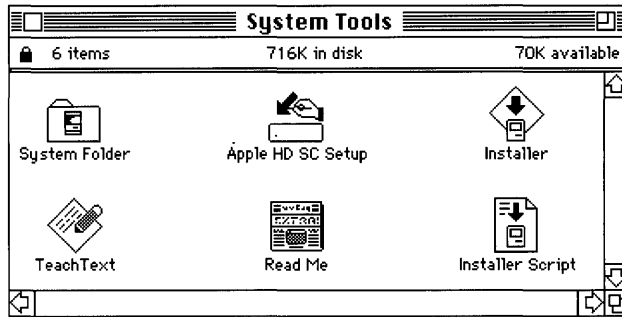 System Tools
6 items 716K in disk 70K available
System Folder Apple HD SC Setup Installer
EXTRA!
TeachText Read Me Installer Script